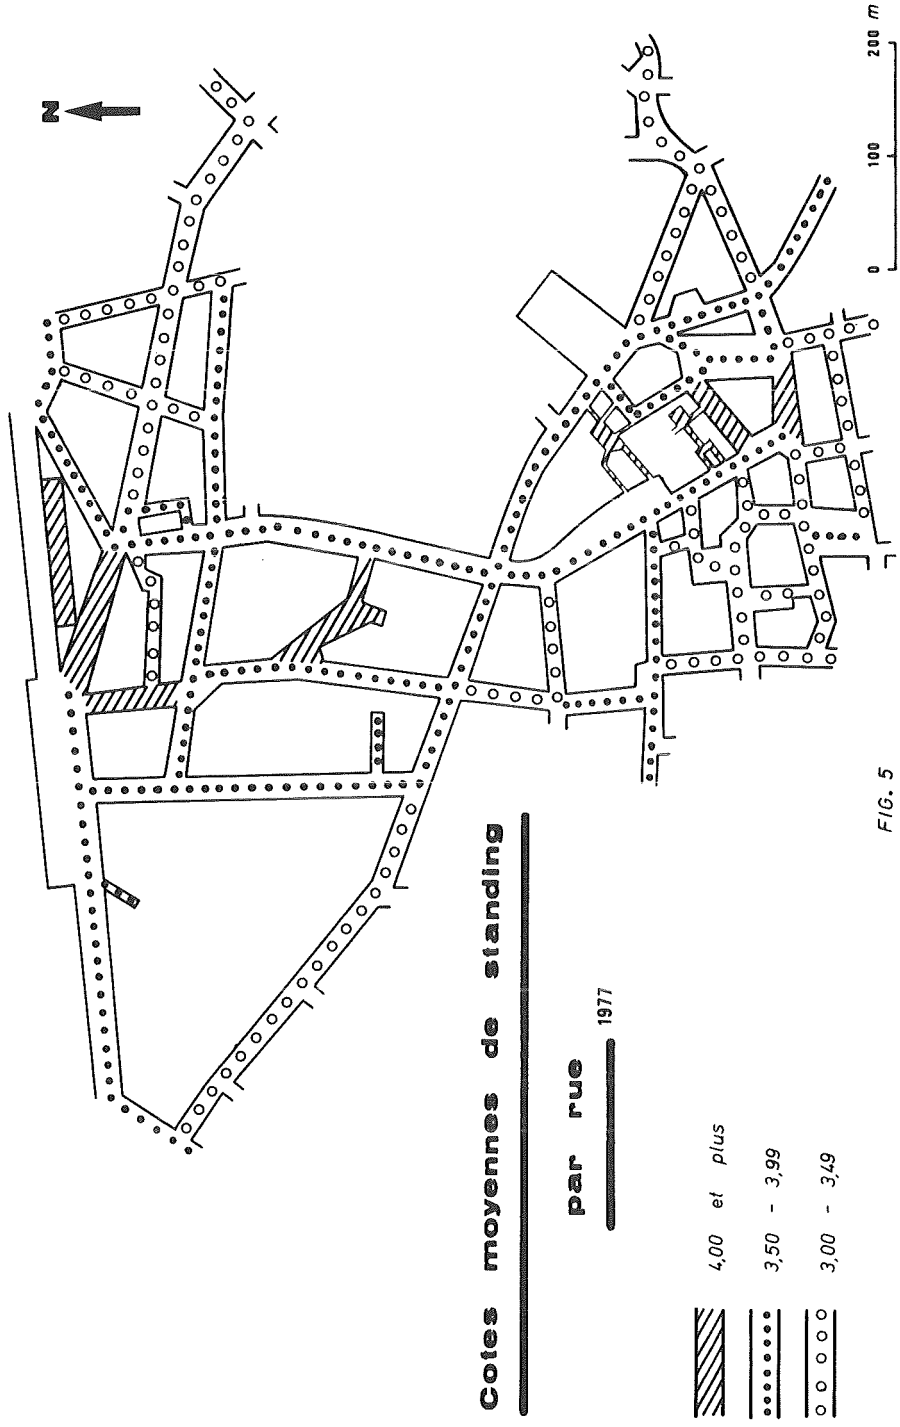 N
Cotes moyennes de standing
par rue 1977
4,00 et plus
3,50 - 3,99
3,00 - 3,49
0 100 200 m
FIG. 5